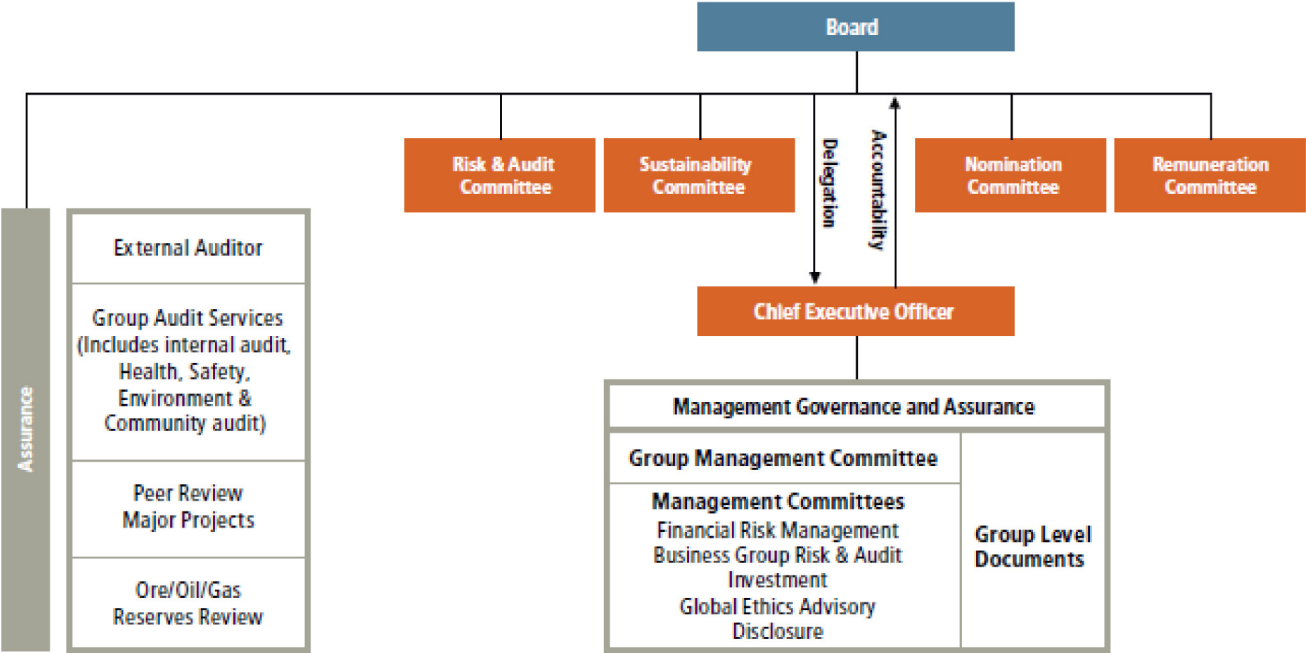 Board
Risk & Audit
Committee
Sustainability
Committee
Delegation
Accountability
Nomination
Committee
Remuneration
Committee
Chief Executive Officer
Assurance
External Auditor
Group Audit Services
(Includes internal audit,
Health, Safety,
Environment &
Community audit)
Peer Review
Major Projects
Ore/Oil/Gas
Reserves Review
Management Governance and Assurance
Group Management Committee
Management Committees
Financial Risk Management
Business Group Risk & Audit
Investment
Global Ethics Advisory
Disclosure
Group Level
Documents